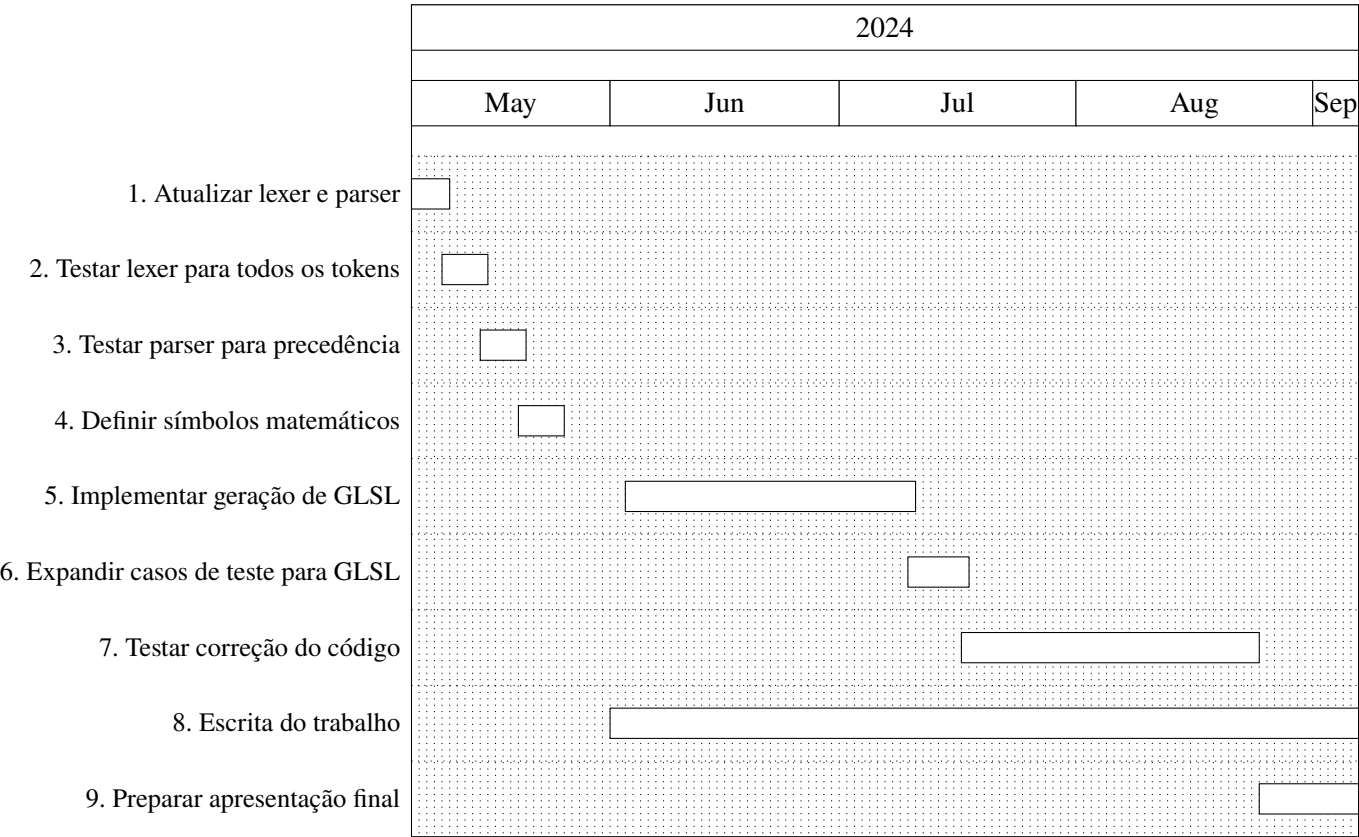 2024
May Jun Jul Aug Sep
1. Atualizar lexer e parser
2. Testar lexer para todos os tokens
3. Testar parser para precedência
4. Definir símbolos matemáticos
5. Implementar geração de GLSL
6. Expandir casos de teste para GLSL
7. Testar correção do código
8. Escrita do trabalho
9. Preparar apresentação final